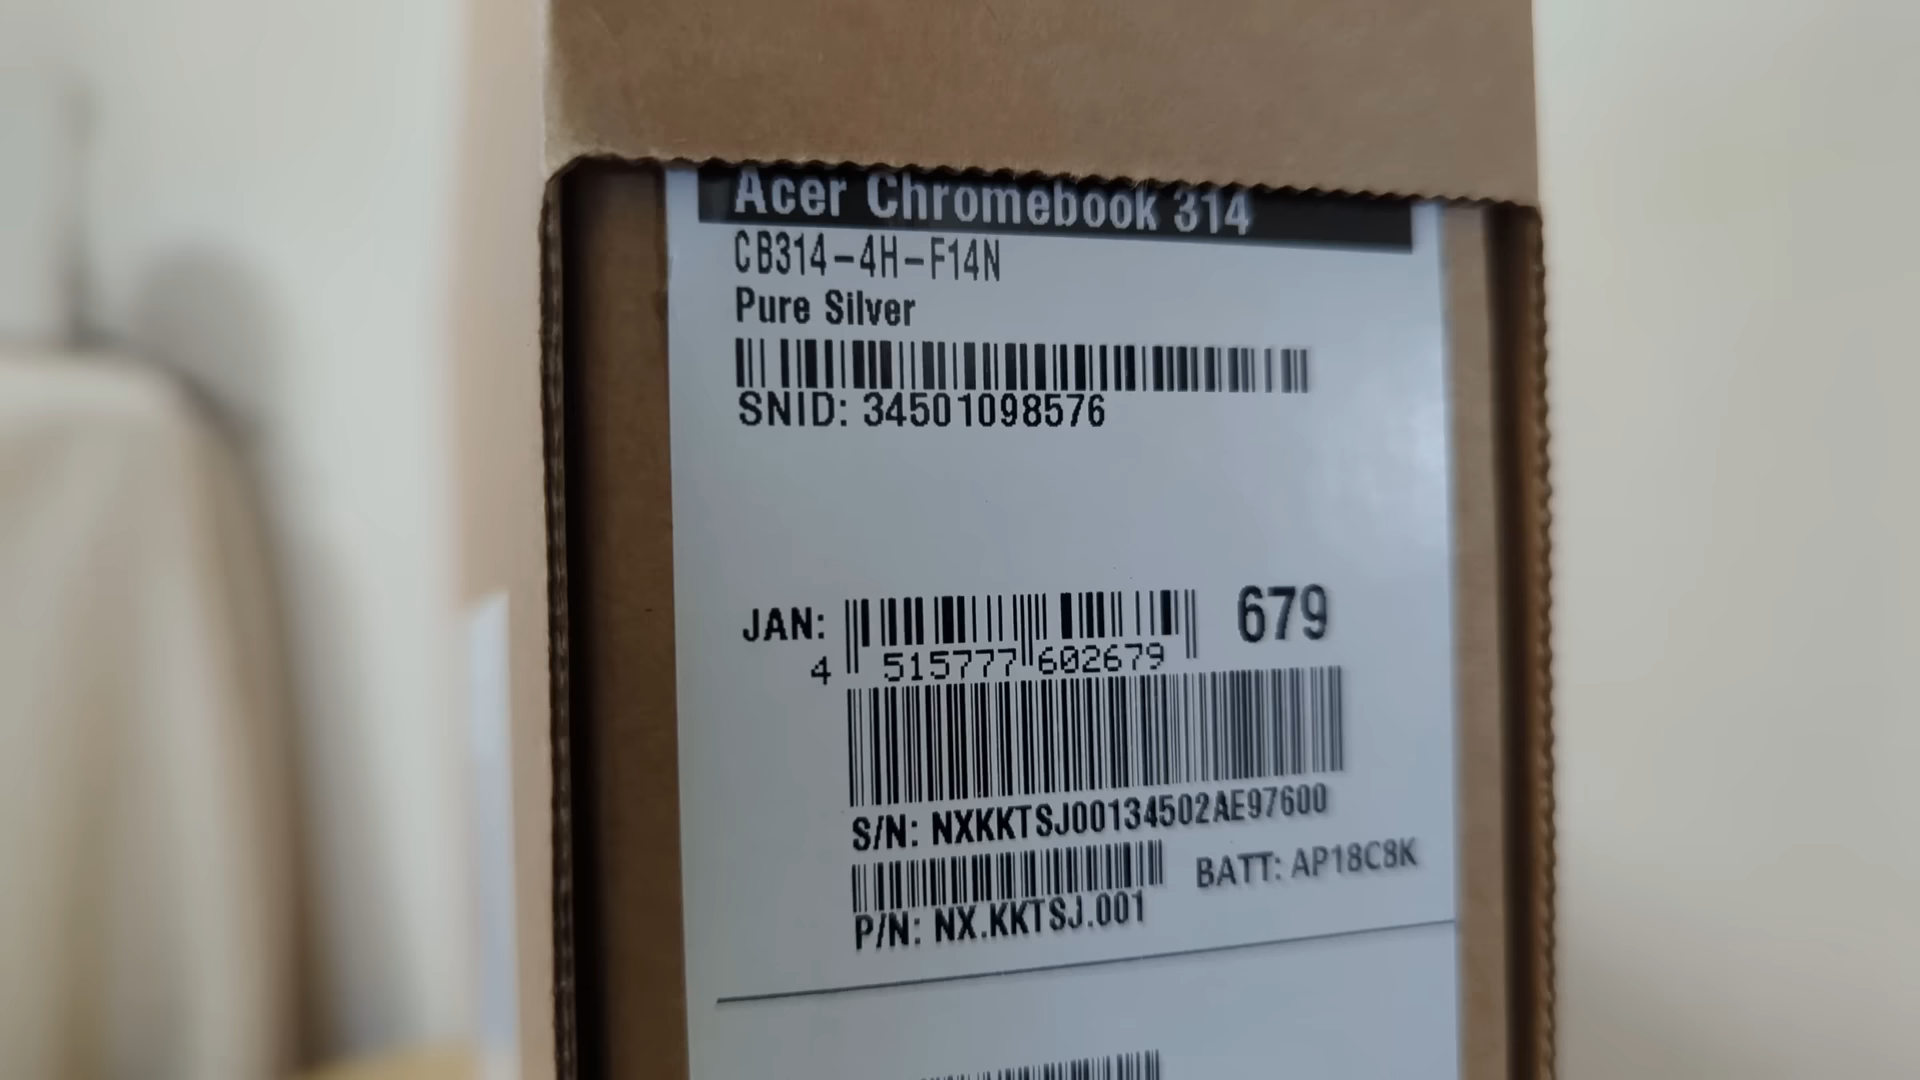 Acer Chromebook 314
CB314-4H-F14N
Pure Silver
SNID: 34501098576
JAN:
4 515777 602679
679
S/N: NXKKTSJ00134502AE97600
BATT: AP18C8K
P/N: NX.KKTSJ.001